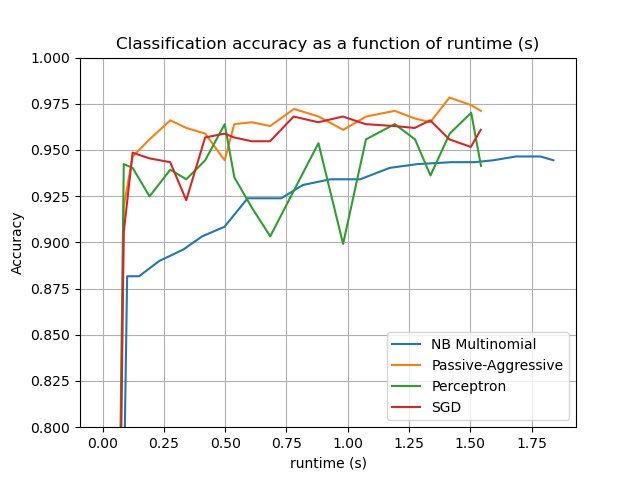 Classification accuracy as a function of runtime (s)
1.000
0.975
0.950
0.925
0.900
0.875
0.850
0.825
0.800
Accuracy
NB Multinomial
Passive-Aggressive
Perceptron
SGD
0.00 0.25 0.50 0.75 1.00 1.25 1.50 1.75
runtime (s)